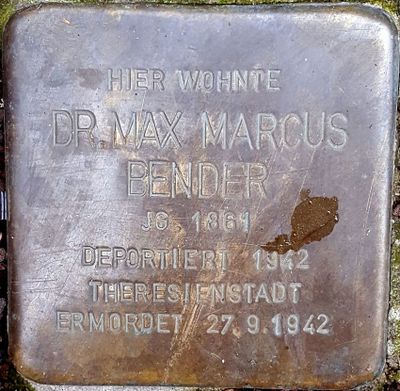 HIER WOHNTE
DR. MAX MARCUS
BENDER
JG 1861
DEPORTIERT 1942
THERESIENSTADT
ERMORDET 27.9.1942